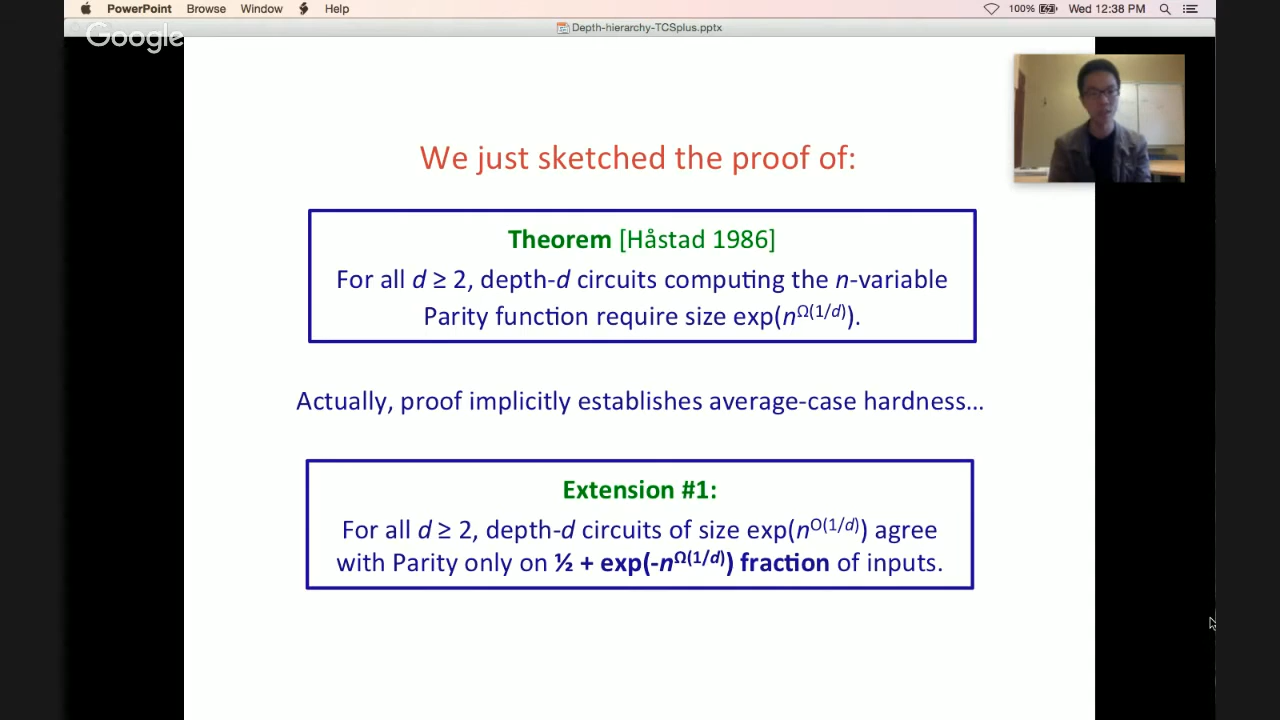 PowerPoint Browse Window Help 100% Wed 12:38 PM
Google
Depth-hierarchy-TCSplus.pptx
We just sketched the proof of:
Theorem [Håstad 1986]
For all d ≥ 2, depth-d circuits computing the n-variable
Parity function require size exp(n^Ω(1/d)).
Actually, proof implicitly establishes average-case hardness...
Extension #1:
For all d ≥ 2, depth-d circuits of size exp(n^O(1/d)) agree
with Parity only on ½ + exp(-n^Ω(1/d)) fraction of inputs.